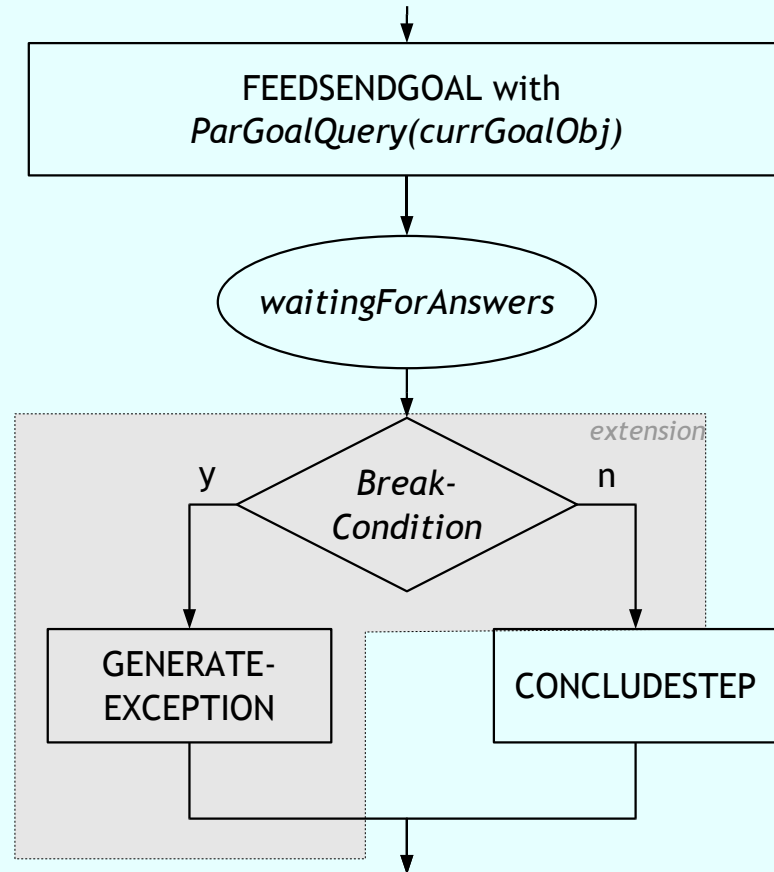 FEEDSENDGOAL with
ParGoalQuery(currGoalObj)
waitingForAnswers
extension
y
Break-
Condition
n
GENERATE-
EXCEPTION
CONCLUDESTEP